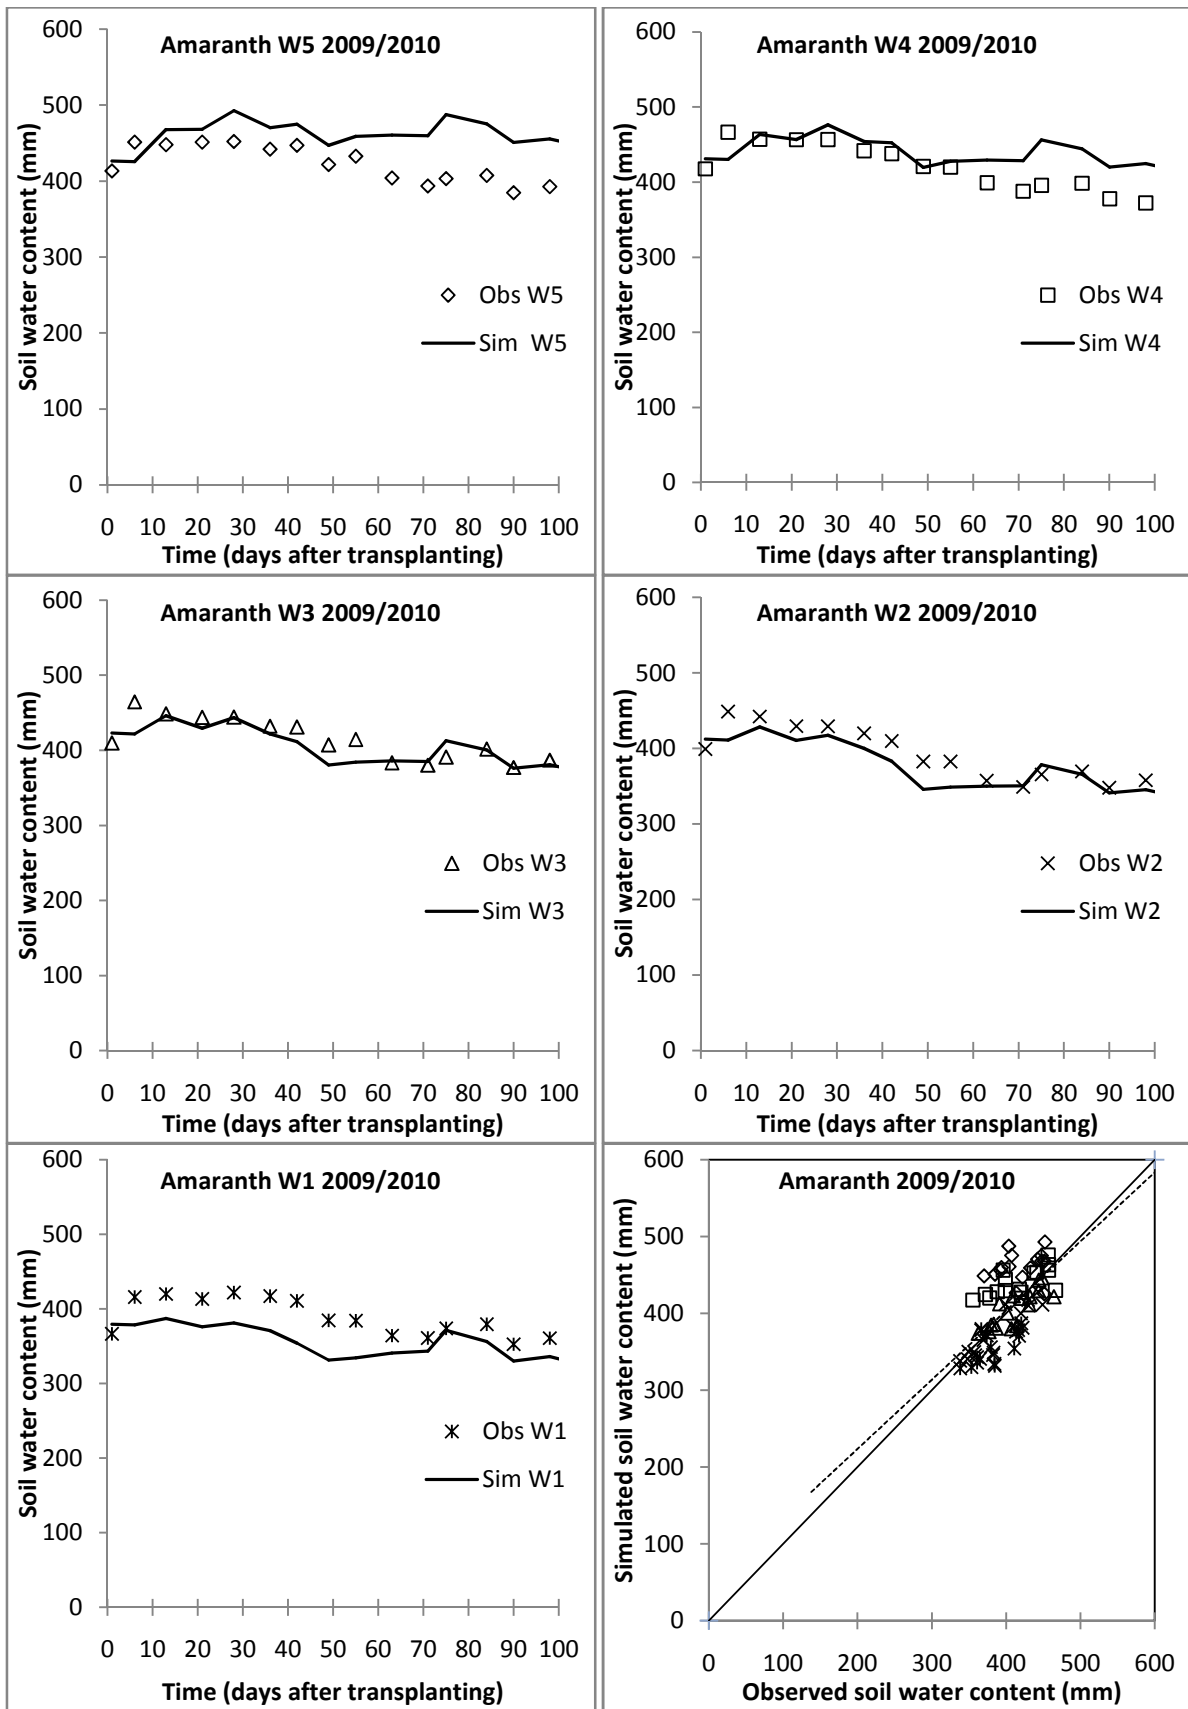 Amaranth W5 2009/2010
Soil water content (mm)
600
500
400
300
200
100
0
Obs W5
Sim W5
0 10 20 30 40 50 60 70 80 90 100
Time (days after transplanting)
Amaranth W4 2009/2010
Soil water content (mm)
600
500
400
300
200
100
0
Obs W4
Sim W4
0 10 20 30 40 50 60 70 80 90 100
Time (days after transplanting)
Amaranth W3 2009/2010
Soil water content (mm)
600
500
400
300
200
100
0
Obs W3
Sim W3
0 10 20 30 40 50 60 70 80 90 100
Time (days after transplanting)
Amaranth W2 2009/2010
Soil water content (mm)
600
500
400
300
200
100
0
Obs W2
Sim W2
0 10 20 30 40 50 60 70 80 90 100
Time (days after transplanting)
Amaranth W1 2009/2010
Soil water content (mm)
600
500
400
300
200
100
0
Obs W1
Sim W1
0 10 20 30 40 50 60 70 80 90 100
Time (days after transplanting)
Amaranth 2009/2010
Simulated soil water content (mm)
600
500
400
300
200
100
0
0 100 200 300 400 500 600
Observed soil water content (mm)